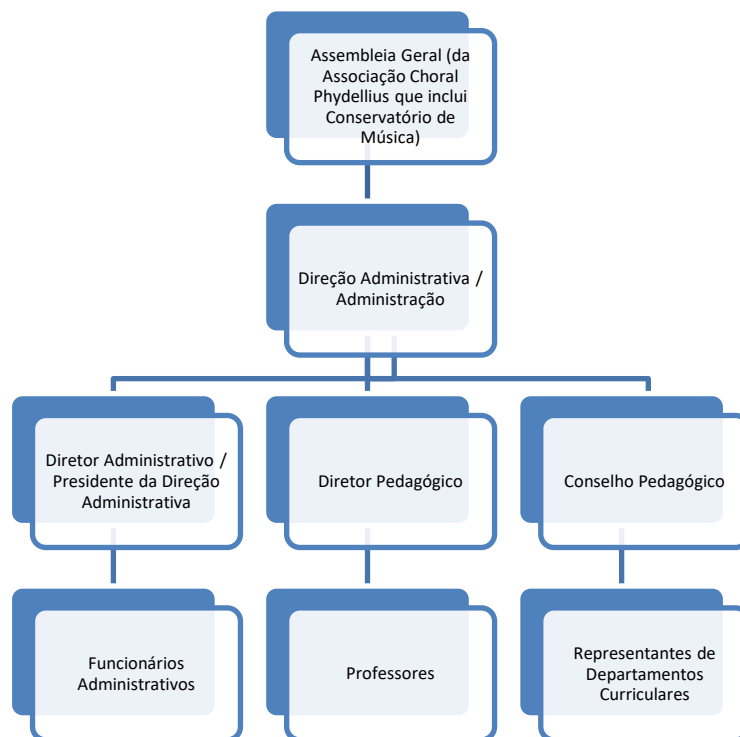 Assembleia Geral (da
Associação Choral
Phydellius que inclui
Conservatório de
Música)
Direção Administrativa /
Administração
Diretor Administrativo /
Presidente da Direção
Administrativa
Diretor Pedagógico
Conselho Pedagógico
Funcionários
Administrativos
Professores
Representantes de
Departamentos
Curriculares